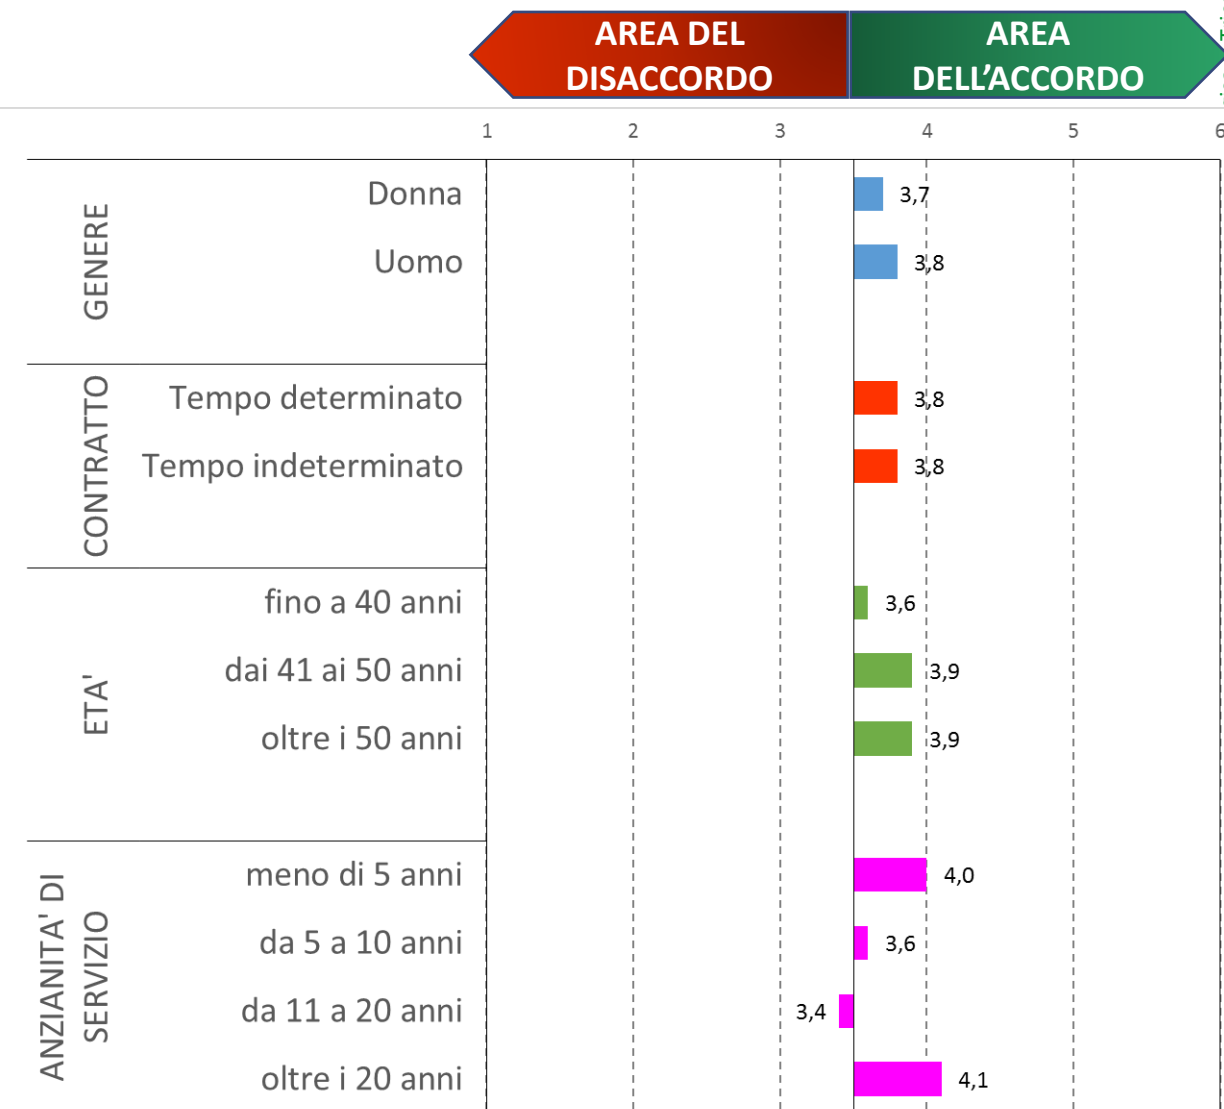 AREA DEL
DISACCORDO
AREA
DELL’ACCORDO
1 2 3 4 5 6
GENERE
Donna 3,7
Uomo 3,8
CONTRATTO
Tempo determinato 3,8
Tempo indeterminato 3,8
ETA'
fino a 40 anni 3,6
dai 41 ai 50 anni 3,9
oltre i 50 anni 3,9
ANZIANITA' DI
SERVIZIO
meno di 5 anni 4,0
da 5 a 10 anni 3,6
da 11 a 20 anni 3,4
oltre i 20 anni 4,1